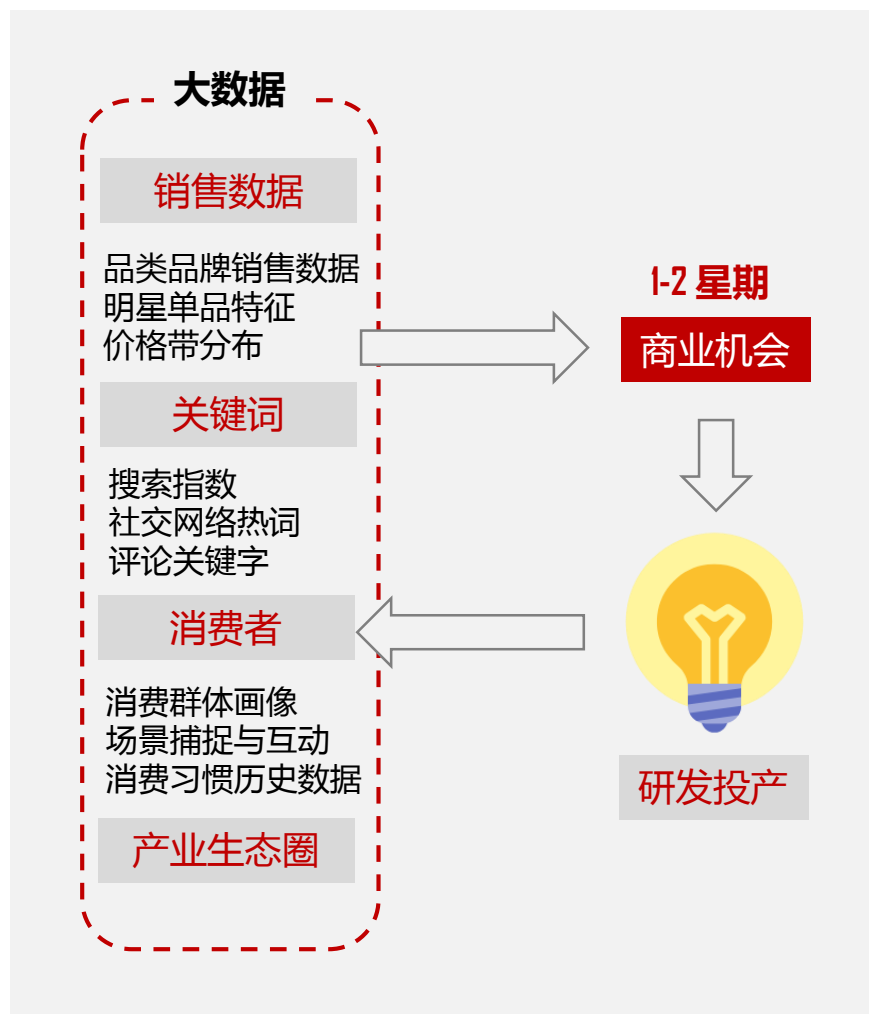 大数据
销售数据
品类品牌销售数据
明星单品特征
价格带分布
关键词
搜索指数
社交网络热词
评论关键字
消费者
消费群体画像
场景捕捉与互动
消费习惯历史数据
产业生态圈
1-2 星期
商业机会
研发投产